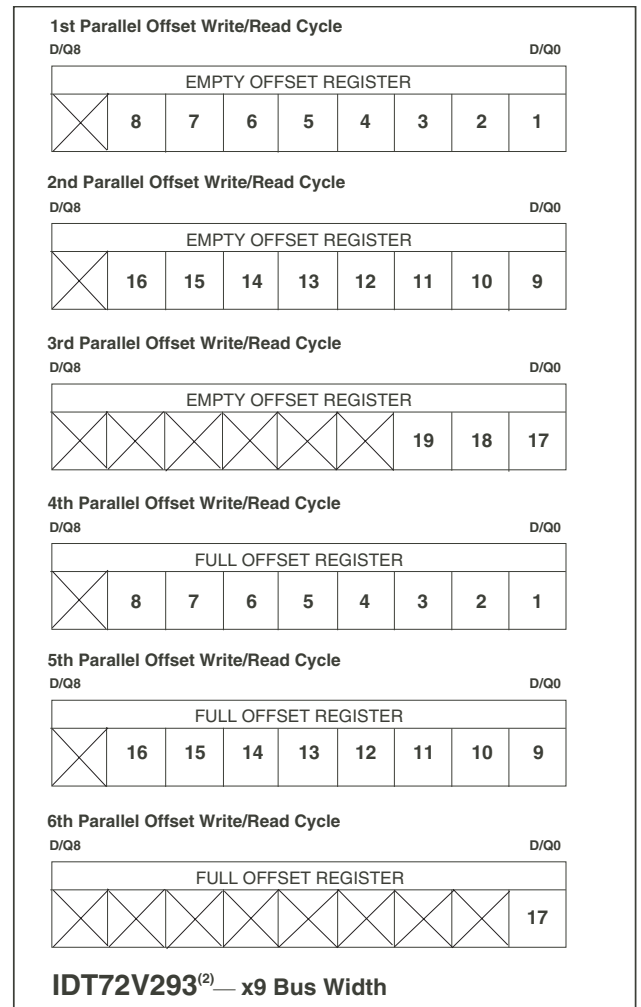 1st Parallel Offset Write/Read Cycle
D/Q8 D/Q0
EMPTY OFFSET REGISTER
8 7 6 5 4 3 2 1
2nd Parallel Offset Write/Read Cycle
D/Q8 D/Q0
EMPTY OFFSET REGISTER
16 15 14 13 12 11 10 9
3rd Parallel Offset Write/Read Cycle
D/Q8 D/Q0
EMPTY OFFSET REGISTER
19 18 17
4th Parallel Offset Write/Read Cycle
D/Q8 D/Q0
FULL OFFSET REGISTER
8 7 6 5 4 3 2 1
5th Parallel Offset Write/Read Cycle
D/Q8 D/Q0
FULL OFFSET REGISTER
16 15 14 13 12 11 10 9
6th Parallel Offset Write/Read Cycle
D/Q8 D/Q0
FULL OFFSET REGISTER
17
IDT72V293(2)— x9 Bus Width